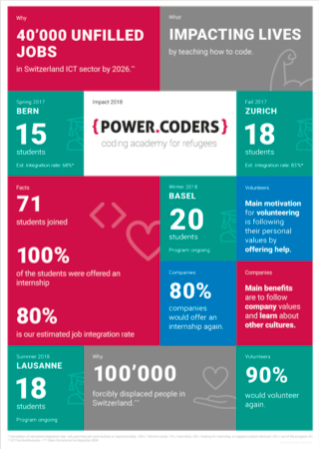 Why
40'000 UNFILLED
JOBS
in Switzerland ICT sector by 2026.**
What
IMPACTING LIVES
by teaching how to code.
Spring 2017
BERN
15
students
Est. integration rate: 68%*
Impact 2018
{POWER.CODERS}
coding academy for refugees
Fall 2017
ZURICH
18
students
Est. integration rate: 85%*
Facts
71
students joined
100%
of the students were offered an
internship
80%
is our estimated job integration rate
Winter 2018
BASEL
20
students
Program ongoing
Volunteers
Main motivation
for volunteering
is following
their personal
values by
offering help.
Companies
80%
companies
would offer an
internship again.
Companies
Main benefits
are to follow
company values
and learn about
other cultures.
Summer 2018
LAUSANNE
18
students
Program ongoing
Why
100'000
forcibly displaced people in
Switzerland.***
Volunteers
90%
would volunteer
again.